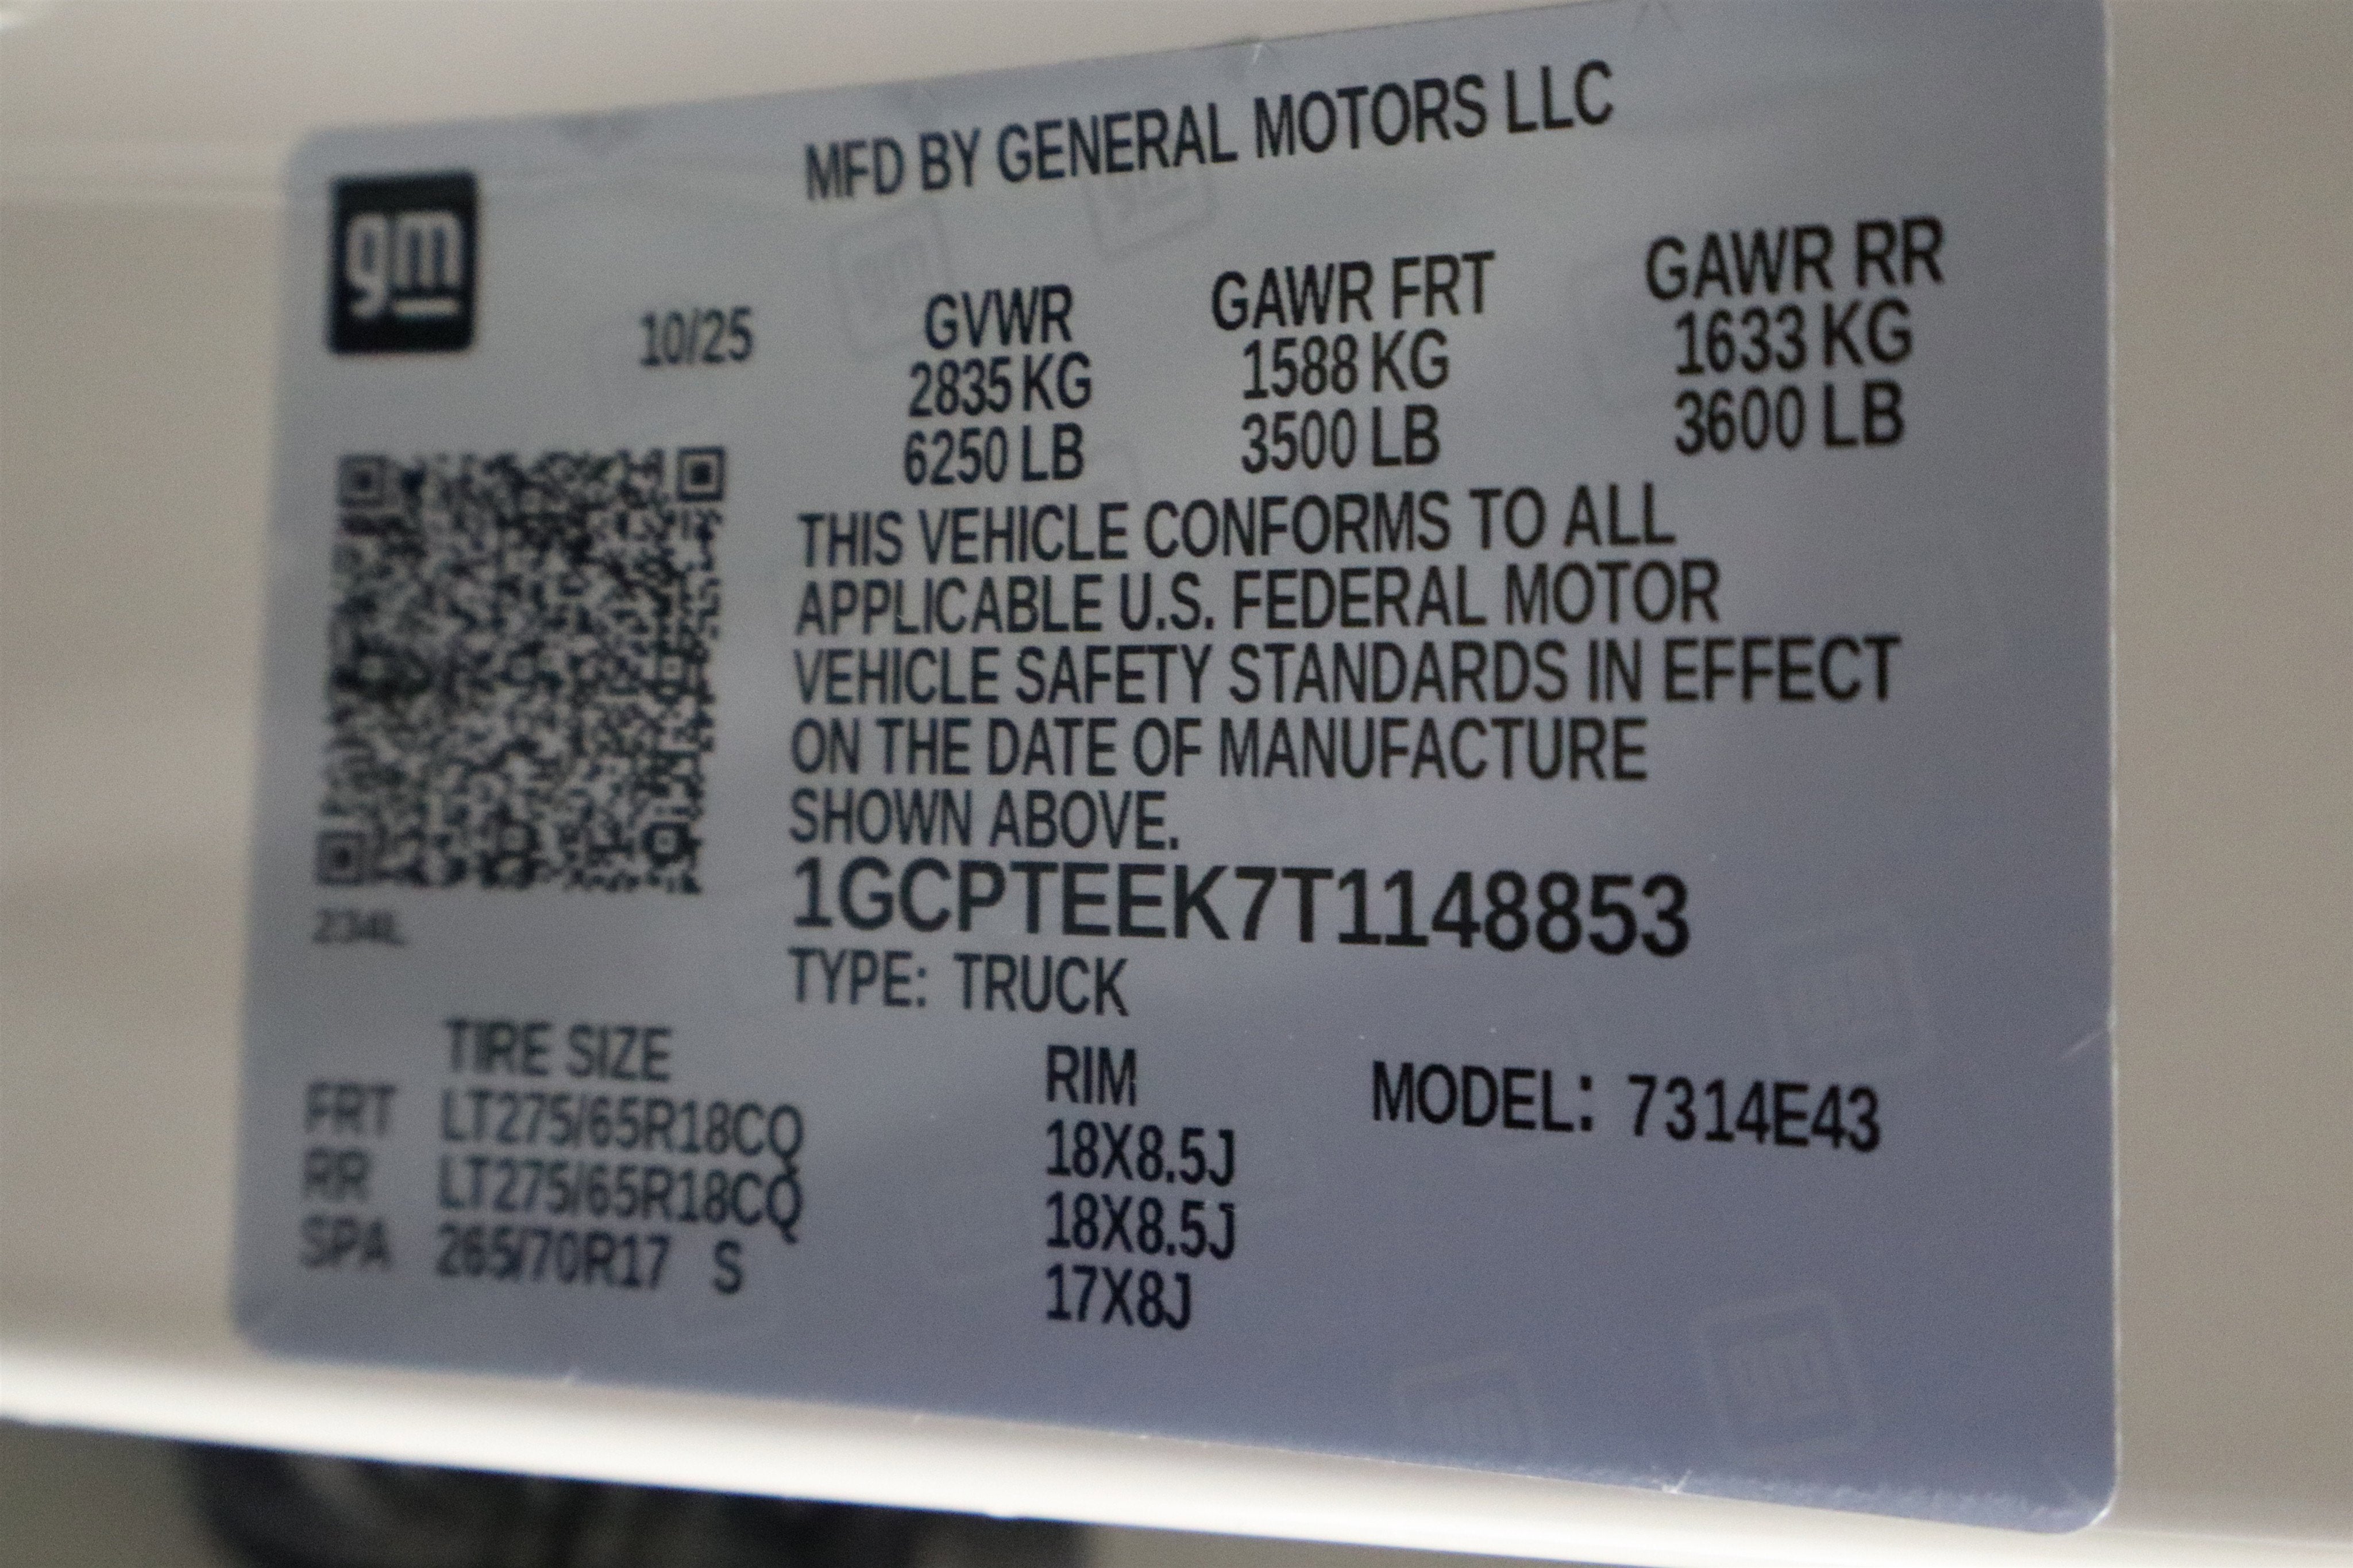 MFD BY GENERAL MOTORS LLC
gm
10/25
GVWR
2835 KG
6250 LB
GAWR FRT
1588 KG
3500 LB
GAWR RR
1633 KG
3600 LB
THIS VEHICLE CONFORMS TO ALL
APPLICABLE U.S. FEDERAL MOTOR
VEHICLE SAFETY STANDARDS IN EFFECT
ON THE DATE OF MANUFACTURE
SHOWN ABOVE.
1GCPTEEK7T1148853
TYPE: TRUCK
234L
TIRE SIZE
RIM
MODEL: 7314E43
FRT LT275/65R18CQ 18X8.5J
RR LT275/65R18CQ 18X8.5J
SPA 265/70R17 S 17X8J